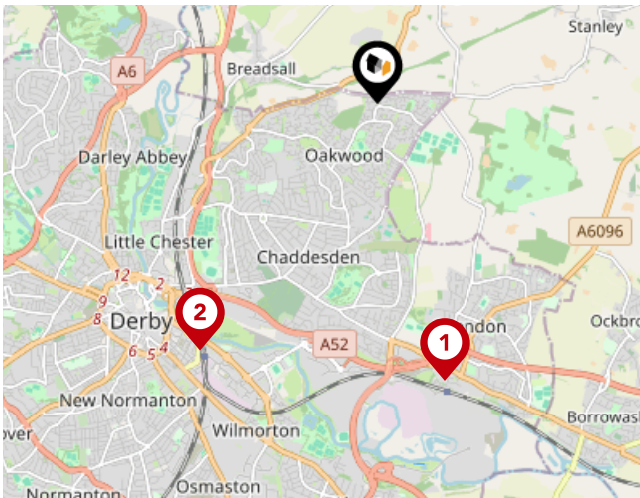 Stanley
A6
Breadsall
Darley Abbey
Oakwood
A6096
Little Chester
Chaddesden
12
2
9
2
8
Derby
1
ndon
Ockbro
6
5
4
A52
New Normanton
Borrowas
Wilmorton
over
Osmaston
Normanton